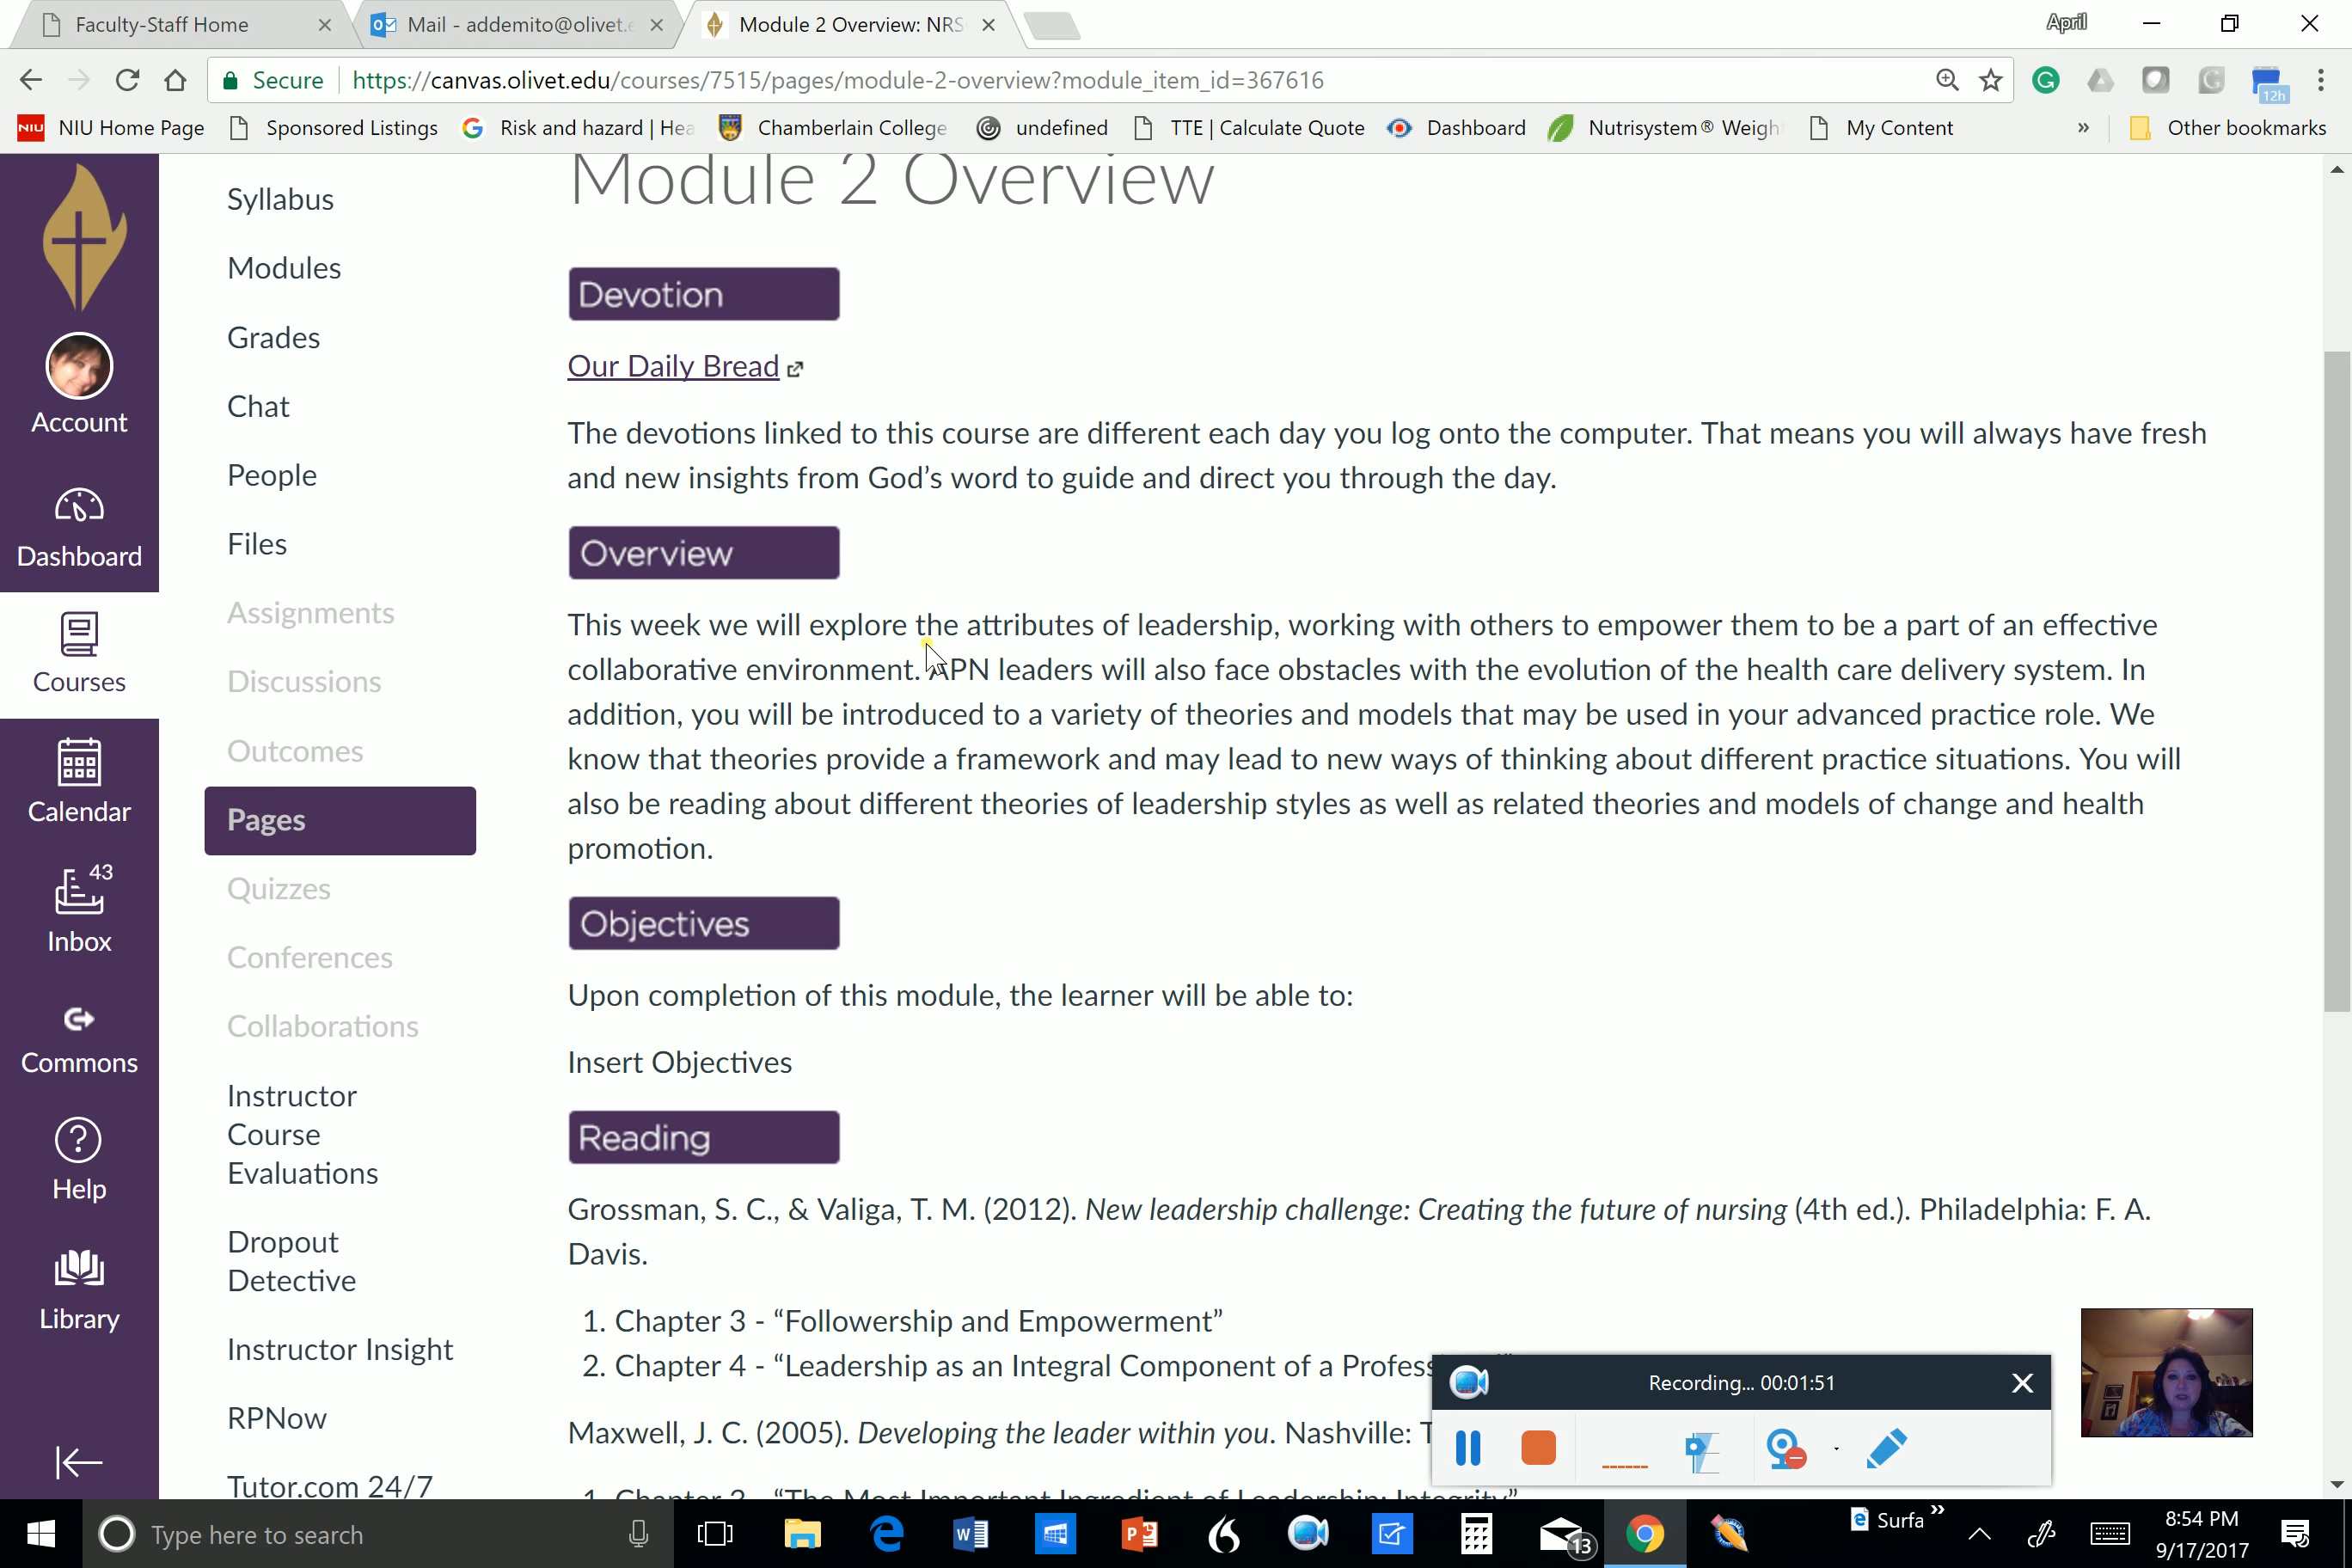 Faculty-Staff Home
Mail - addemito@olivet.e
Module 2 Overview: NRS
April
Secure
https://canvas.olivet.edu/courses/7515/pages/module-2-overview?module_item_id=367616
12h
NIU NIU Home Page
Sponsored Listings
Risk and hazard | Hea
Chamberlain College
undefined
TTE | Calculate Quote
Dashboard
Nutrisystem® Weigh
My Content
»
Other bookmarks
Account
Dashboard
Courses
Calendar
43
Inbox
Commons
Help
Library
Syllabus
Modules
Grades
Chat
People
Files
Assignments
Discussions
Outcomes
Pages
Quizzes
Conferences
Collaborations
Instructor
Course
Evaluations
Dropout
Detective
Instructor Insight
RPNow
Tutor.com 24/7
Module 2 Overview
Devotion
Our Daily Bread
The devotions linked to this course are different each day you log onto the computer. That means you will always have fresh
and new insights from God’s word to guide and direct you through the day.
Overview
This week we will explore the attributes of leadership, working with others to empower them to be a part of an effective
collaborative environment. APN leaders will also face obstacles with the evolution of the health care delivery system. In
addition, you will be introduced to a variety of theories and models that may be used in your advanced practice role. We
know that theories provide a framework and may lead to new ways of thinking about different practice situations. You will
also be reading about different theories of leadership styles as well as related theories and models of change and health
promotion.
Objectives
Upon completion of this module, the learner will be able to:
Insert Objectives
Reading
Grossman, S. C., & Valiga, T. M. (2012). New leadership challenge: Creating the future of nursing (4th ed.). Philadelphia: F. A.
Davis.
1. Chapter 3 - “Followership and Empowerment”
2. Chapter 4 - “Leadership as an Integral Component of a Profess
Maxwell, J. C. (2005). Developing the leader within you. Nashville: T
“The Most Important Ingredient of Leadership: Integrity”
Recording... 00:01:51
Type here to search
13
Surfa
»
8:54 PM
9/17/2017